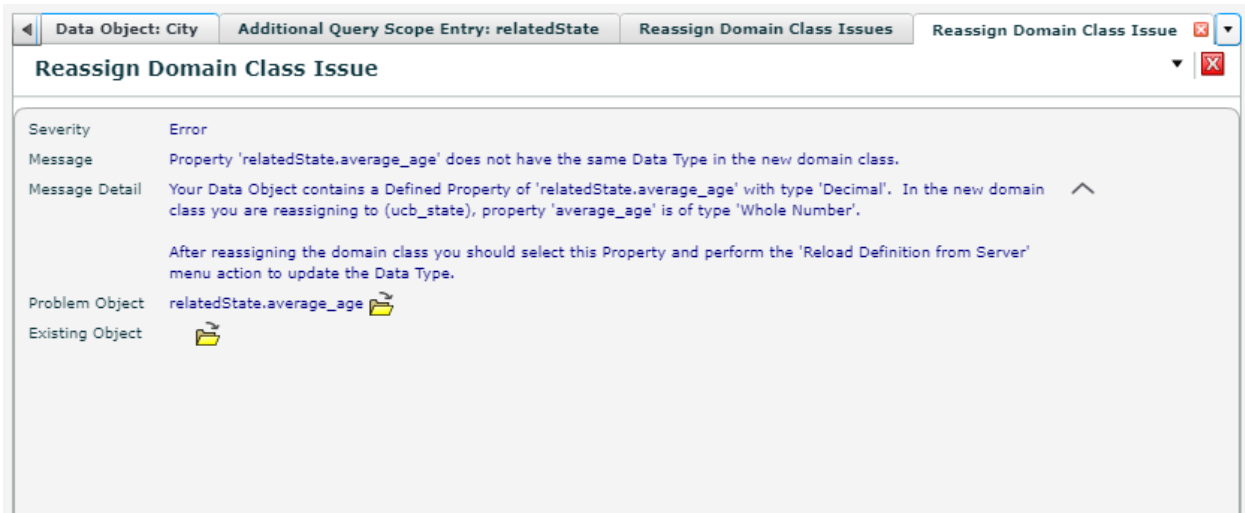 Data Object: City
Additional Query Scope Entry: relatedState
Reassign Domain Class Issues
Reassign Domain Class Issue
Reassign Domain Class Issue
Severity
Error
Message
Property 'relatedState.average_age' does not have the same Data Type in the new domain class.
Message Detail
Your Data Object contains a Defined Property of 'relatedState.average_age' with type 'Decimal'.  In the new domain
class you are reassigning to (ucb_state), property 'average_age' is of type 'Whole Number'.
After reassigning the domain class you should select this Property and perform the 'Reload Definition from Server'
menu action to update the Data Type.
Problem Object
relatedState.average_age
Existing Object